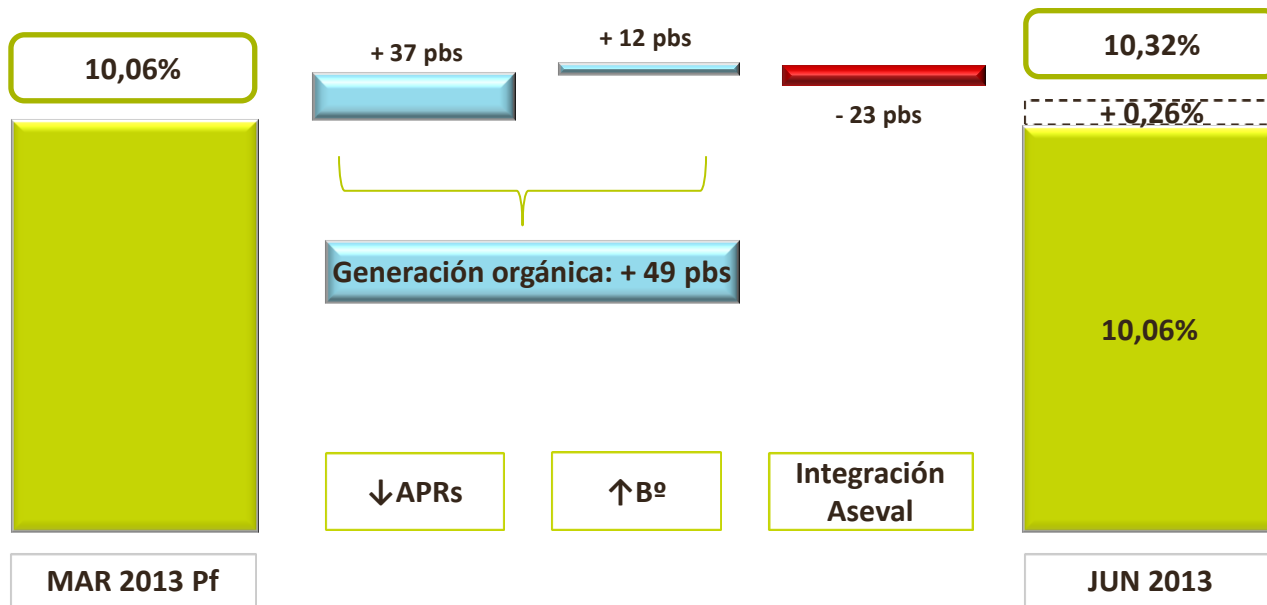 10,06%
+ 37 pbs
+ 12 pbs
- 23 pbs
10,32%
+ 0,26%
Generación orgánica: + 49 pbs
10,06%
↓APRs
↑Bº
Integración
Aseval
MAR 2013 Pf
JUN 2013